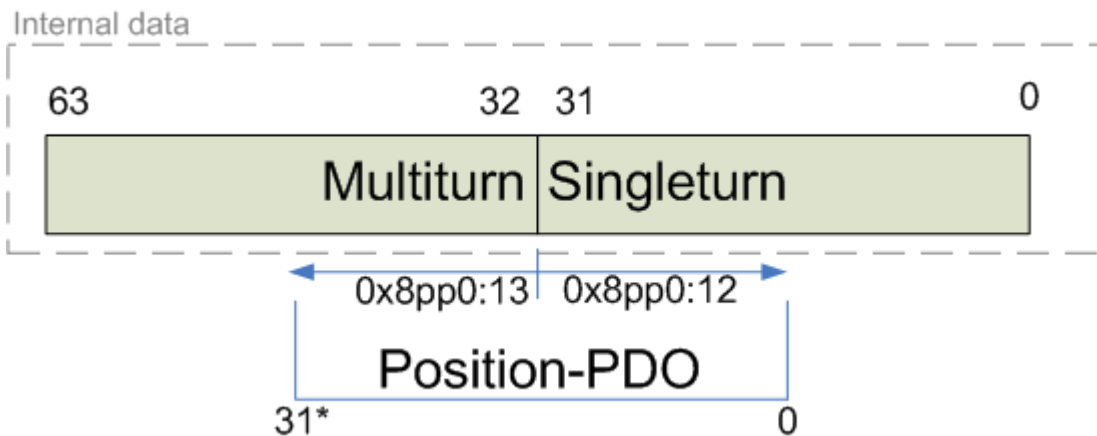 Internal data
63 32 31 0
Multiturn Singleturn
0x8pp0:13 0x8pp0:12
Position-PDO
31* 0